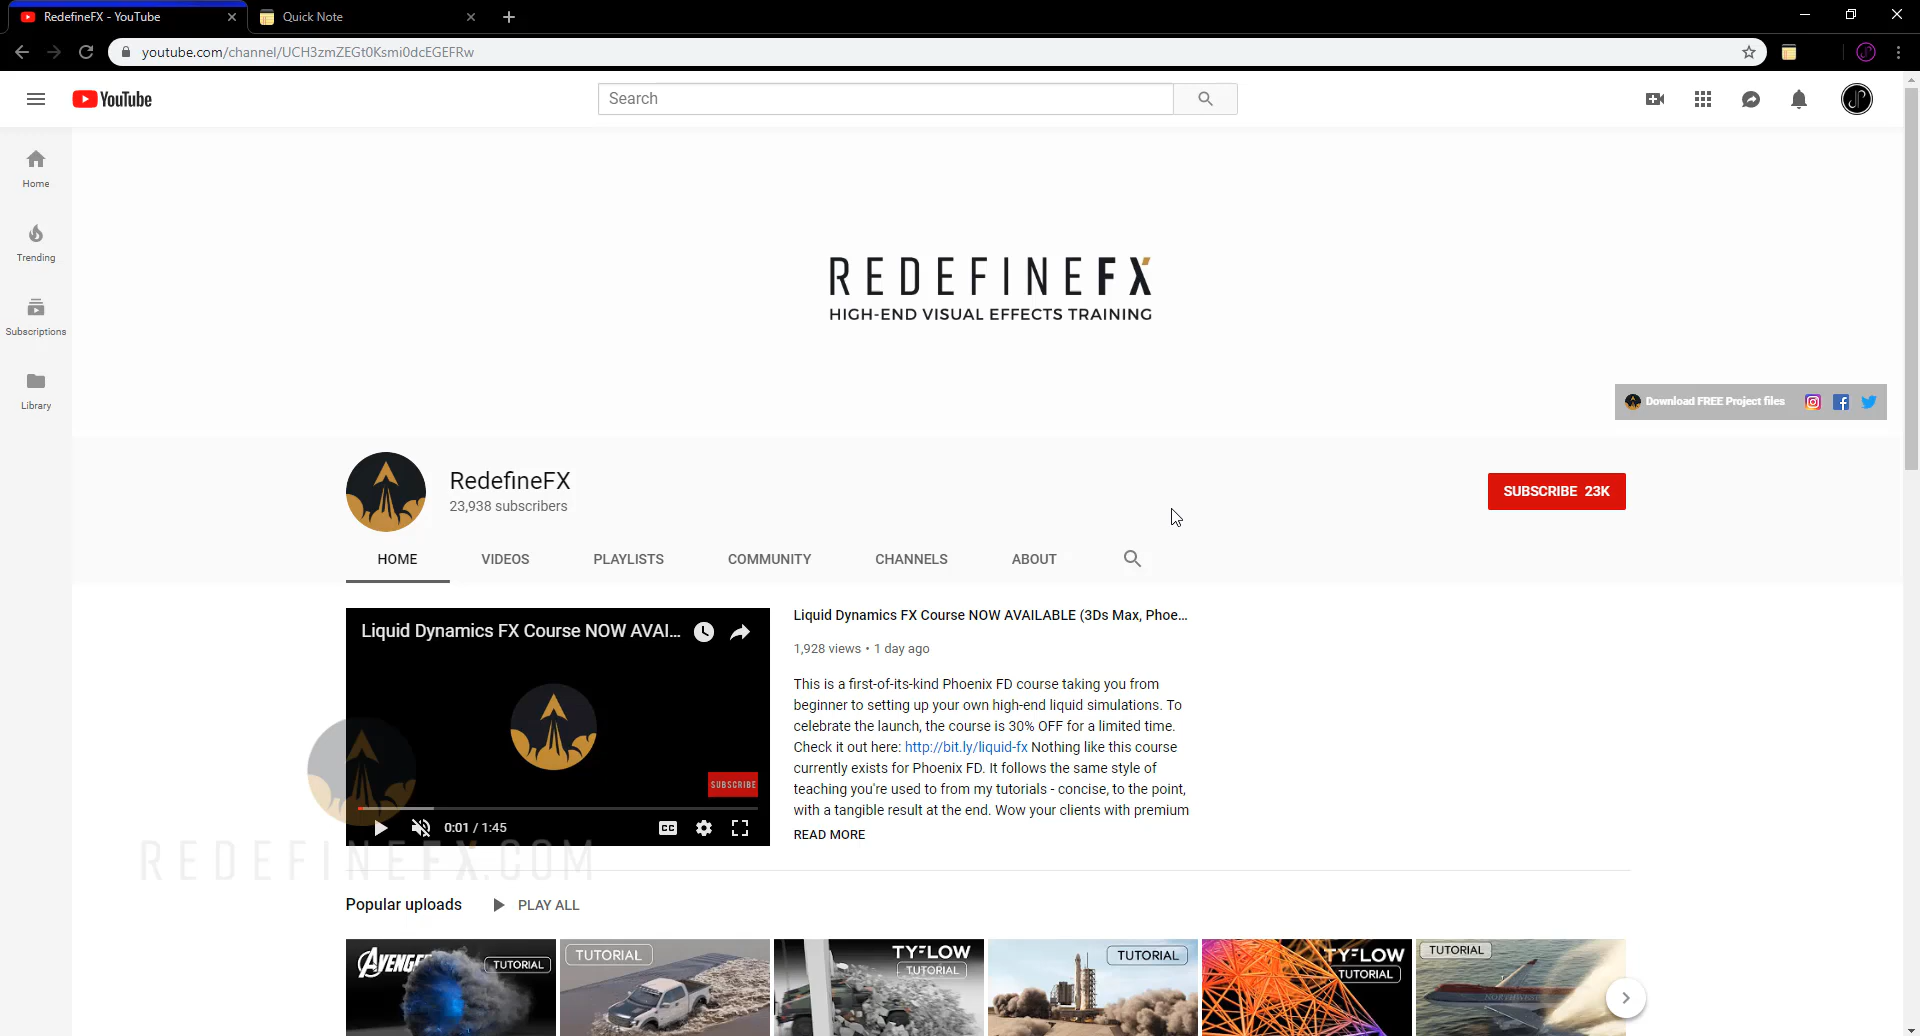 RedefineFX - YouTube
Quick Note
youtube.com/channel/UCH3zmZEGt0Ksmi0dcEGEFRw
YouTube
Search
Home
Trending
Subscriptions
Library
REDEFINEFX
HIGH-END VISUAL EFFECTS TRAINING
Download FREE Project files
RedefineFX
23,938 subscribers
SUBSCRIBE 23K
HOME
VIDEOS
PLAYLISTS
COMMUNITY
CHANNELS
ABOUT
Liquid Dynamics FX Course NOW AVAI...
SUBSCRIBE
0:01 / 1:45
CC
Liquid Dynamics FX Course NOW AVAILABLE (3Ds Max, Phoe...
1,928 views • 1 day ago
This is a first-of-its-kind Phoenix FD course taking you from
beginner to setting up your own high-end liquid simulations. To
celebrate the launch, the course is 30% OFF for a limited time.
Check it out here: http://bit.ly/liquid-fx Nothing like this course
currently exists for Phoenix FD. It follows the same style of
teaching you're used to from my tutorials - concise, to the point,
with a tangible result at the end. Wow your clients with premium
READ MORE
REDEFINEFX.COM
Popular uploads
PLAY ALL
TUTORIAL
TUTORIAL
TYFLOW
TUTORIAL
TUTORIAL
TYFLOW
TUTORIAL
TUTORIAL
NORTHWEST